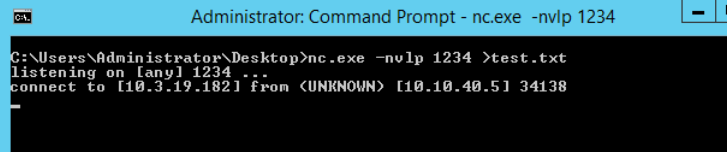 Administrator: Command Prompt - nc.exe  -nvlp 1234
C:\Users\Administrator\Desktop>nc.exe -nvlp 1234 >test.txt
listening on [any] 1234 ...
connect to [10.3.19.182] from (UNKNOWN) [10.10.40.5] 34138